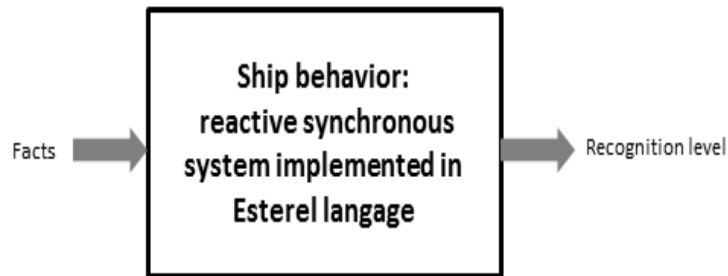 Facts
Ship behavior:
reactive synchronous
system implemented in
Esterel langage
Recognition level